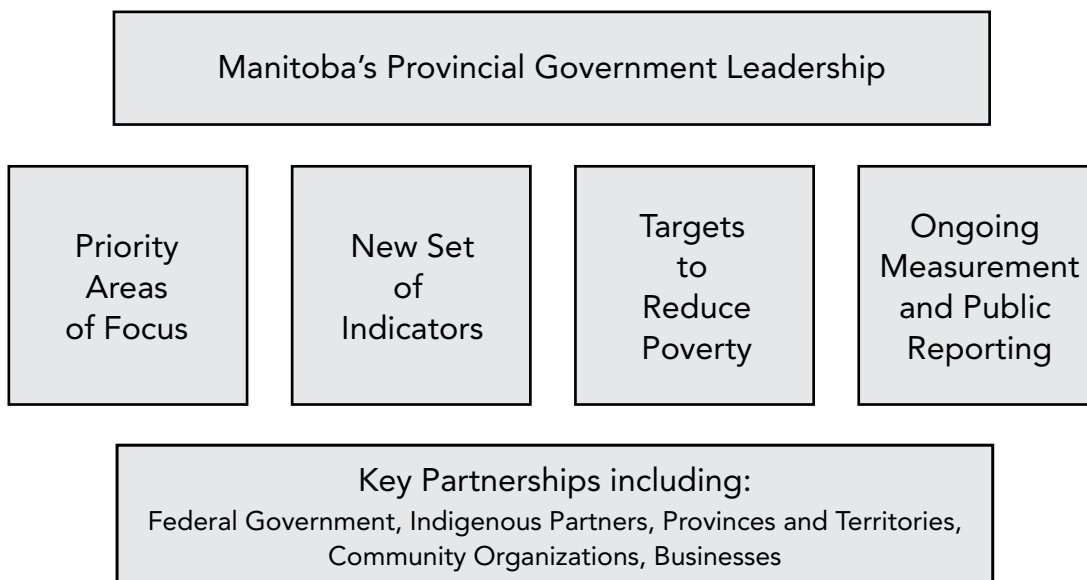 Manitoba's Provincial Government Leadership
Priority
Areas
of Focus
New Set
of
Indicators
Targets
to
Reduce
Poverty
Ongoing
Measurement
and Public
Reporting
Key Partnerships including:
Federal Government, Indigenous Partners, Provinces and Territories,
Community Organizations, Businesses